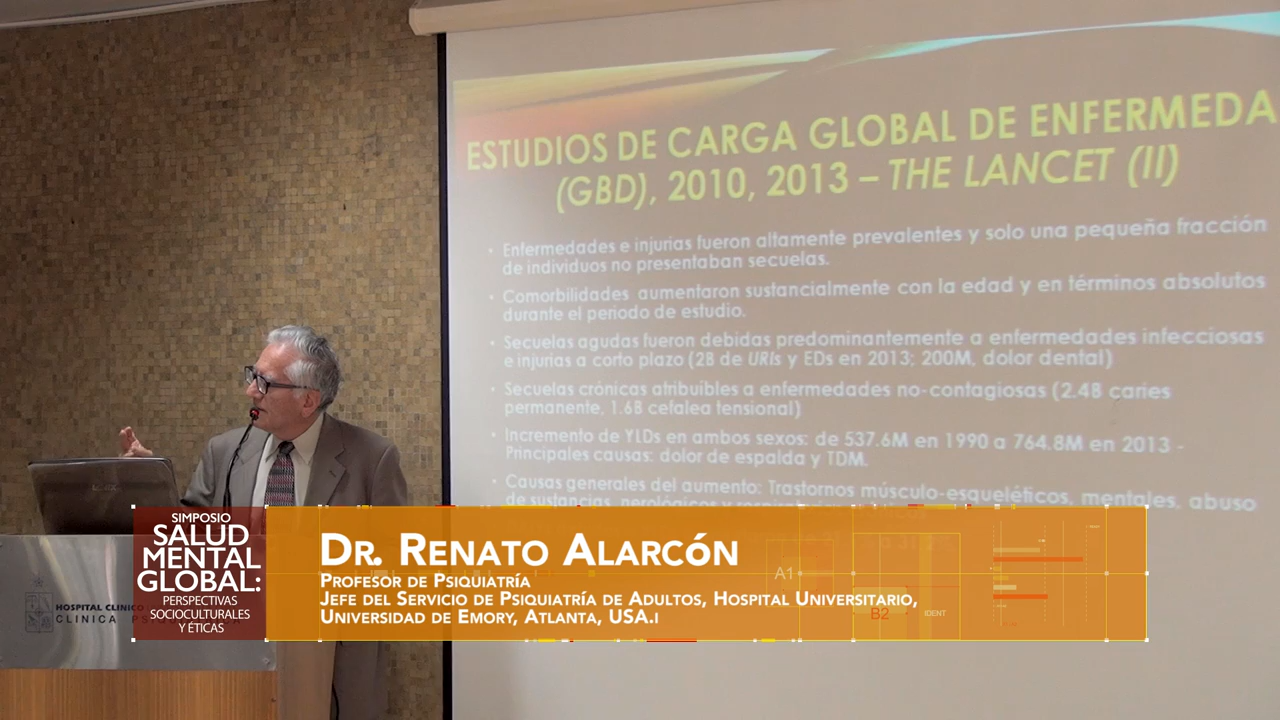 ESTUDIOS DE CARGA GLOBAL DE ENFERMEDA
(GBD), 2010, 2013 – THE LANCET (II)
• Enfermedades e injurias fueron altamente prevalentes y solo una pequeña fracción
de individuos no presentaban secuelas.
• Comorbilidades aumentaron sustancialmente con la edad y en términos absolutos
durante el periodo de estudio.
• Secuelas agudas fueron debidas predominantemente a enfermedades infecciosas
e injurias a corto plazo (2B de URIs y EDs en 2013; 200M, dolor dental)
• Secuelas crónicas atribuibles a enfermedades no-contagiosas (2.4B caries
permanente, 1.6B cefalea tensional)
• Incremento de YLDs en ambos sexos: de 537.6M en 1990 a 764.8M en 2013 -
Principales causas: dolor de espalda y TDM.
• Causas generales del aumento: Trastornos músculo-esqueléticos, mentales, abuso
de sustancias,
SIMPOSIO
SALUD
MENTAL
GLOBAL:
PERSPECTIVAS
SOCIOCULTURALES
Y ÉTICAS
Dr. Renato Alarcón
Profesor de Psiquiatría
Jefe del Servicio de Psiquiatría de Adultos, Hospital Universitario,
Universidad de Emory, Atlanta, USA.i
A1
B2
IDENT
HOSPITAL CLINICO
CLINICA